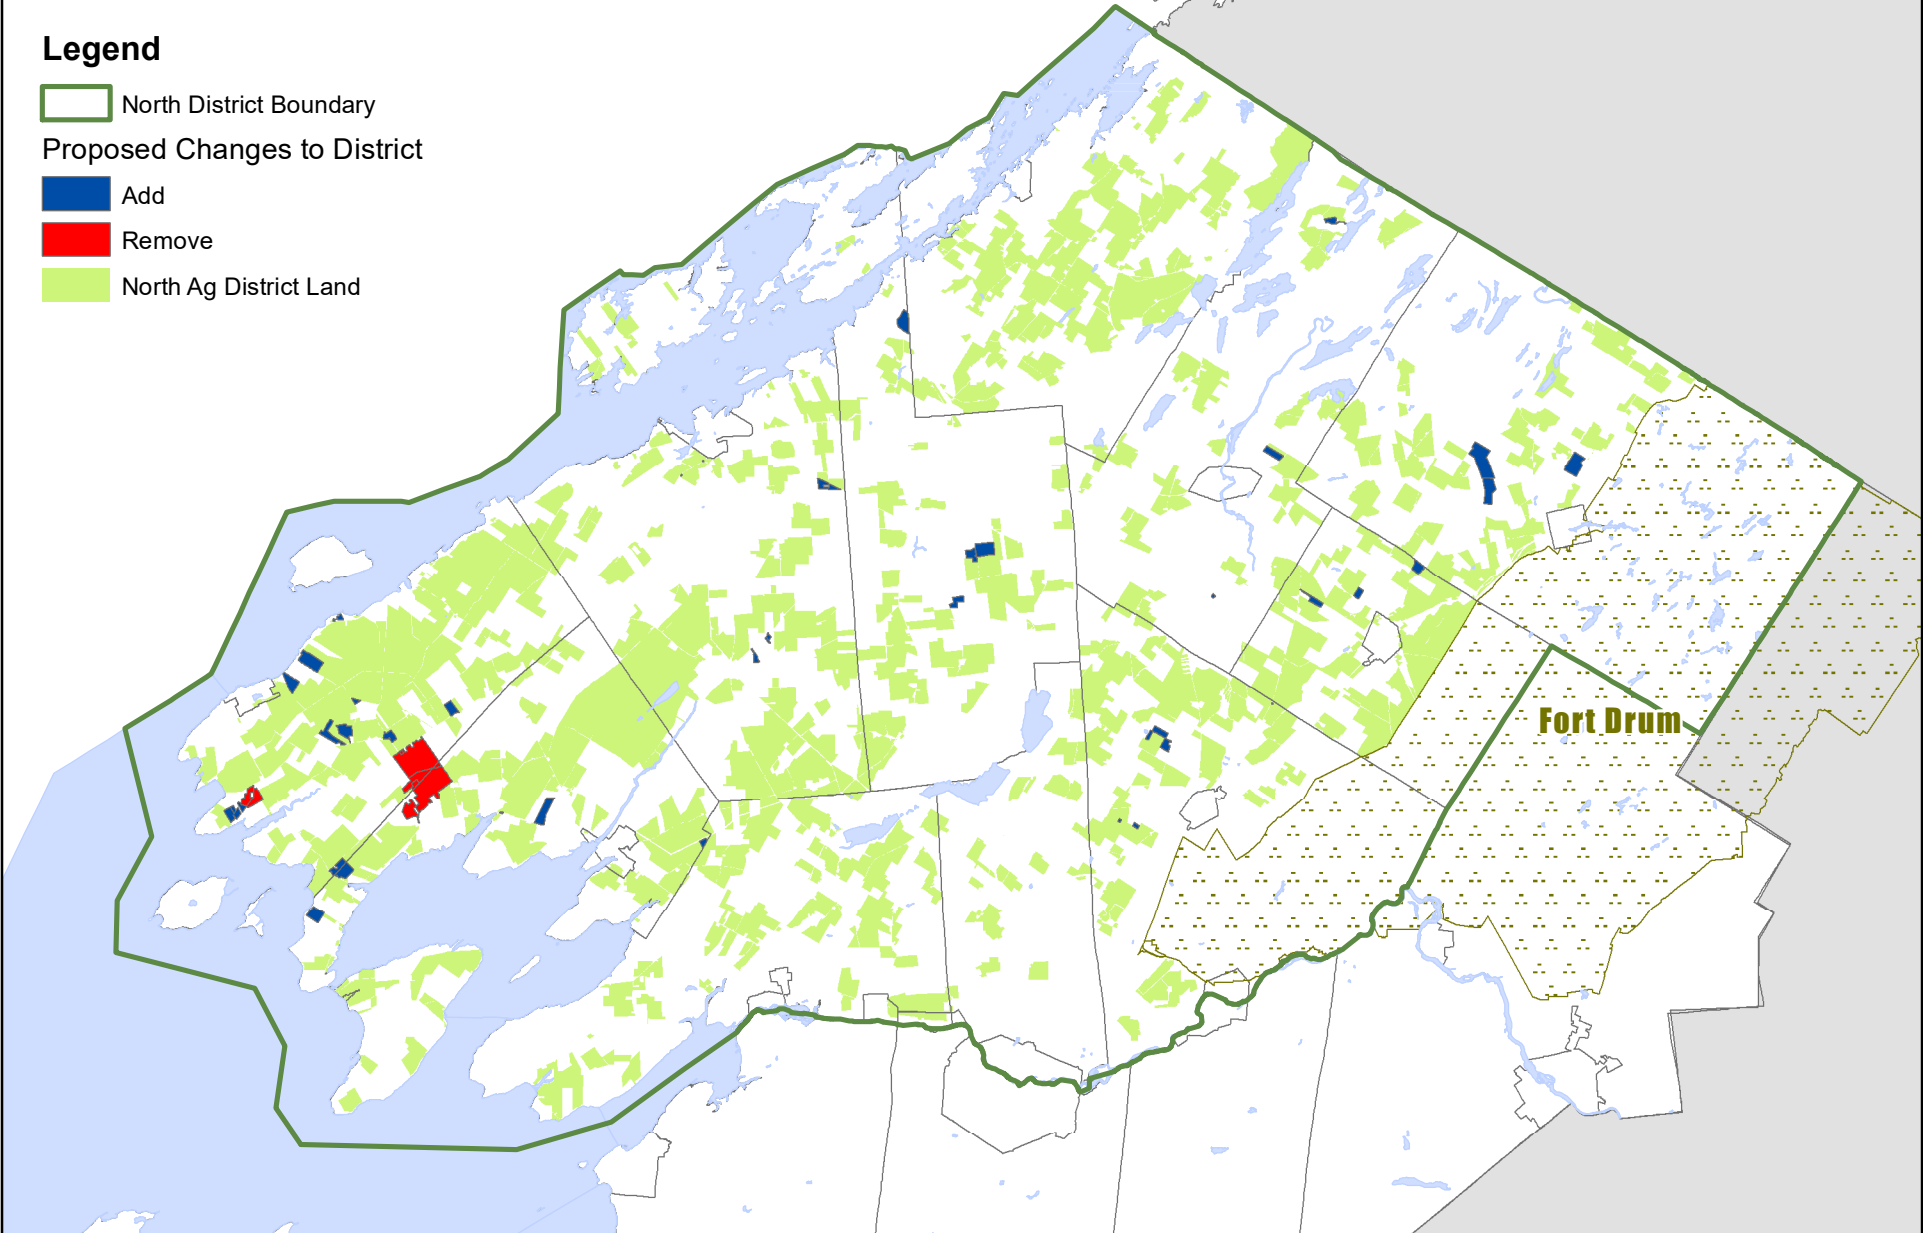 Legend
North District Boundary
Proposed Changes to District
Add
Remove
North Ag District Land
Fort Drum